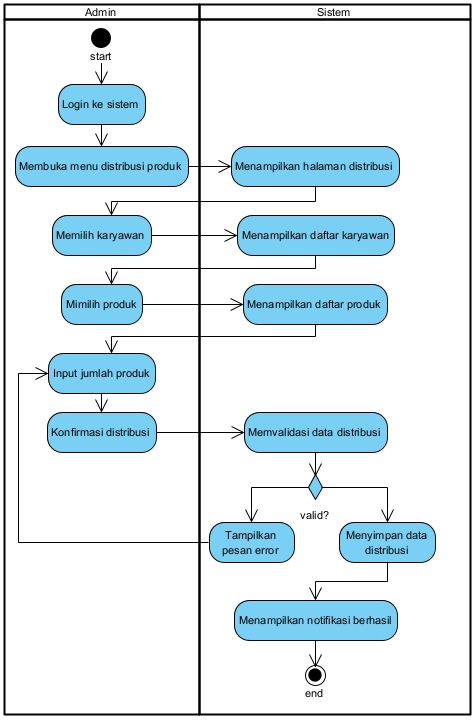 Admin
Sistem
start
Login ke sistem
Membuka menu distribusi produk
Menampilkan halaman distribusi
Memilih karyawan
Menampilkan daftar karyawan
Mimilih produk
Menampilkan daftar produk
Input jumlah produk
Konfirmasi distribusi
Memvalidasi data distribusi
valid?
Tampilkan
pesan error
Menyimpan data
distribusi
Menampilkan notifikasi berhasil
end